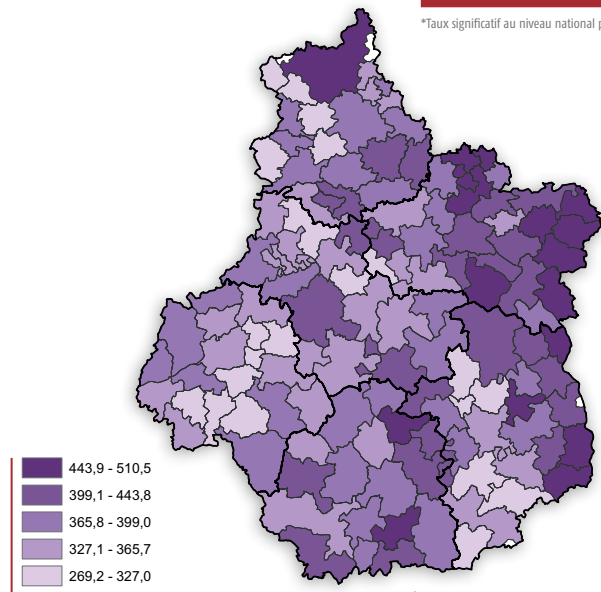 *Taux significatif au niveau national p
443,9 - 510,5
399,1 - 443,8
365,8 - 399,0
327,1 - 365,7
269,2 - 327,0